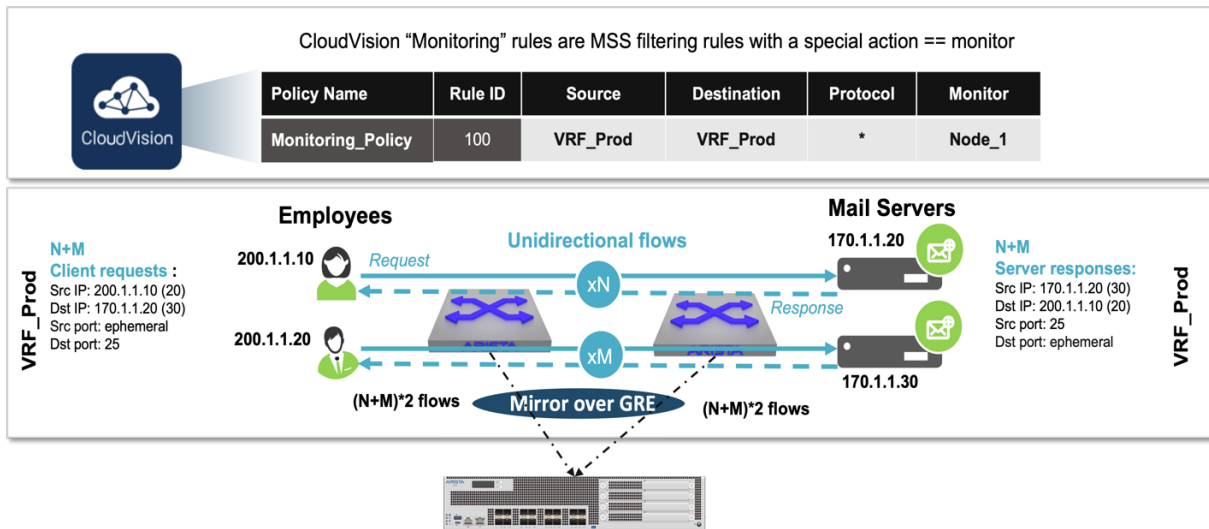 CloudVision “Monitoring” rules are MSS filtering rules with a special action == monitor
CloudVision
Policy Name Rule ID Source Destination Protocol Monitor
Monitoring_Policy 100 VRF_Prod VRF_Prod * Node_1
VRF_Prod
N+M
Client requests :
Src IP: 200.1.1.10 (20)
Dst IP: 170.1.1.20 (30)
Src port: ephemeral
Dst port: 25
Employees
200.1.1.10
200.1.1.20
Unidirectional flows
Request
xN
Response
xM
ARISTA
ARISTA
(N+M)*2 flows
Mirror over GRE
(N+M)*2 flows
Mail Servers
170.1.1.20
170.1.1.30
N+M
Server responses:
Src IP: 170.1.1.20 (30)
Dst IP: 200.1.1.10 (20)
Src port: 25
Dst port: ephemeral
VRF_Prod
ARISTA